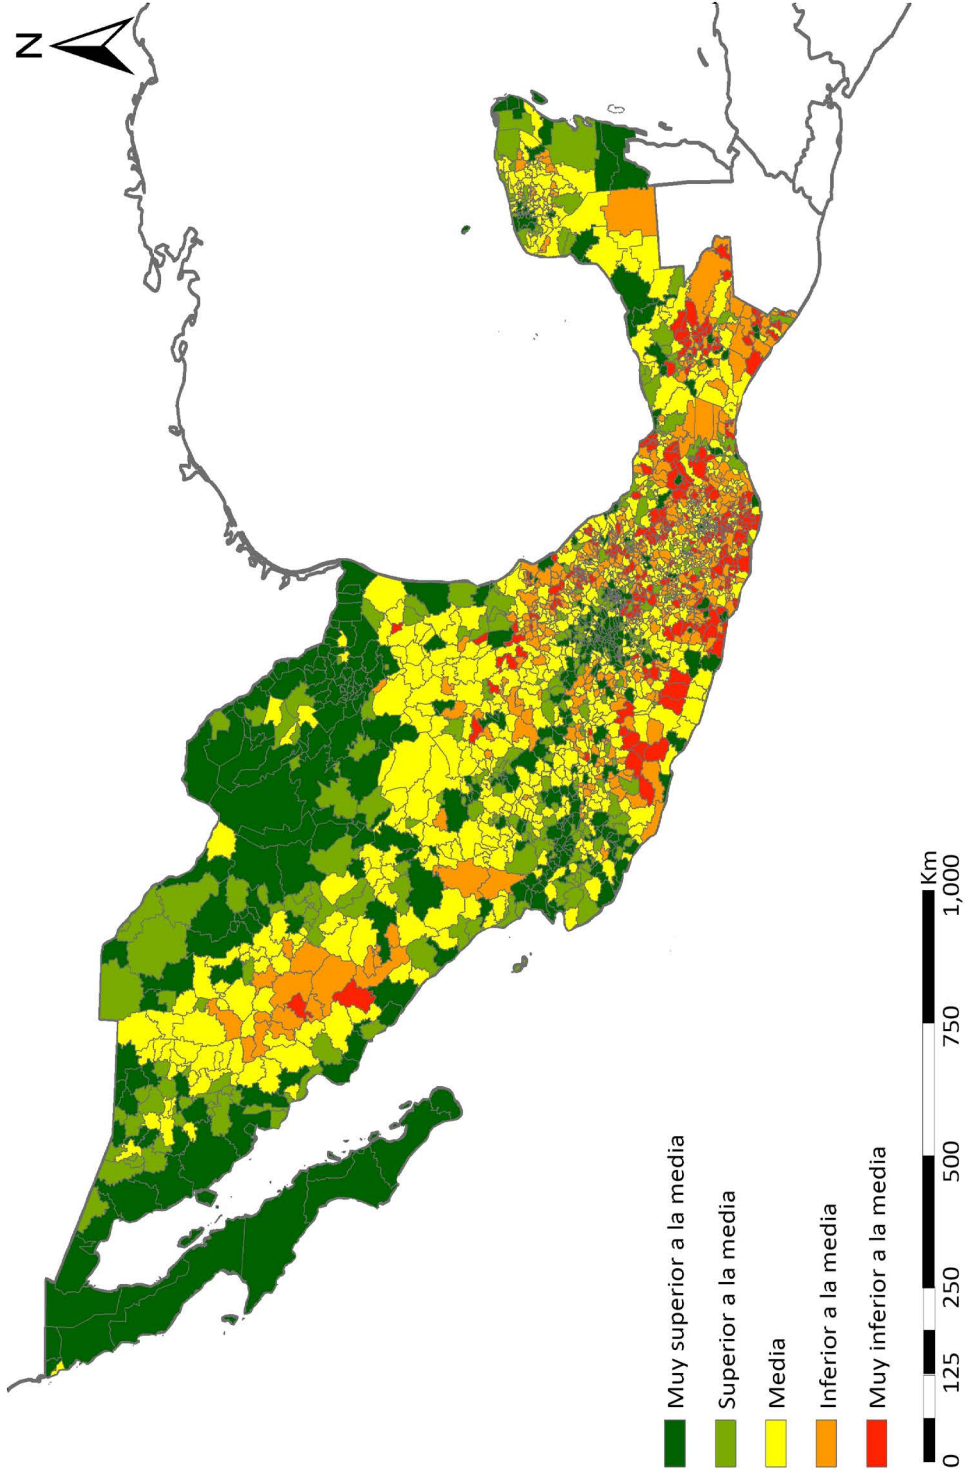 N
Muy superior a la media
Superior a la media
Media
Inferior a la media
Muy inferior a la media
0 125 250 500 750 1,000
Km